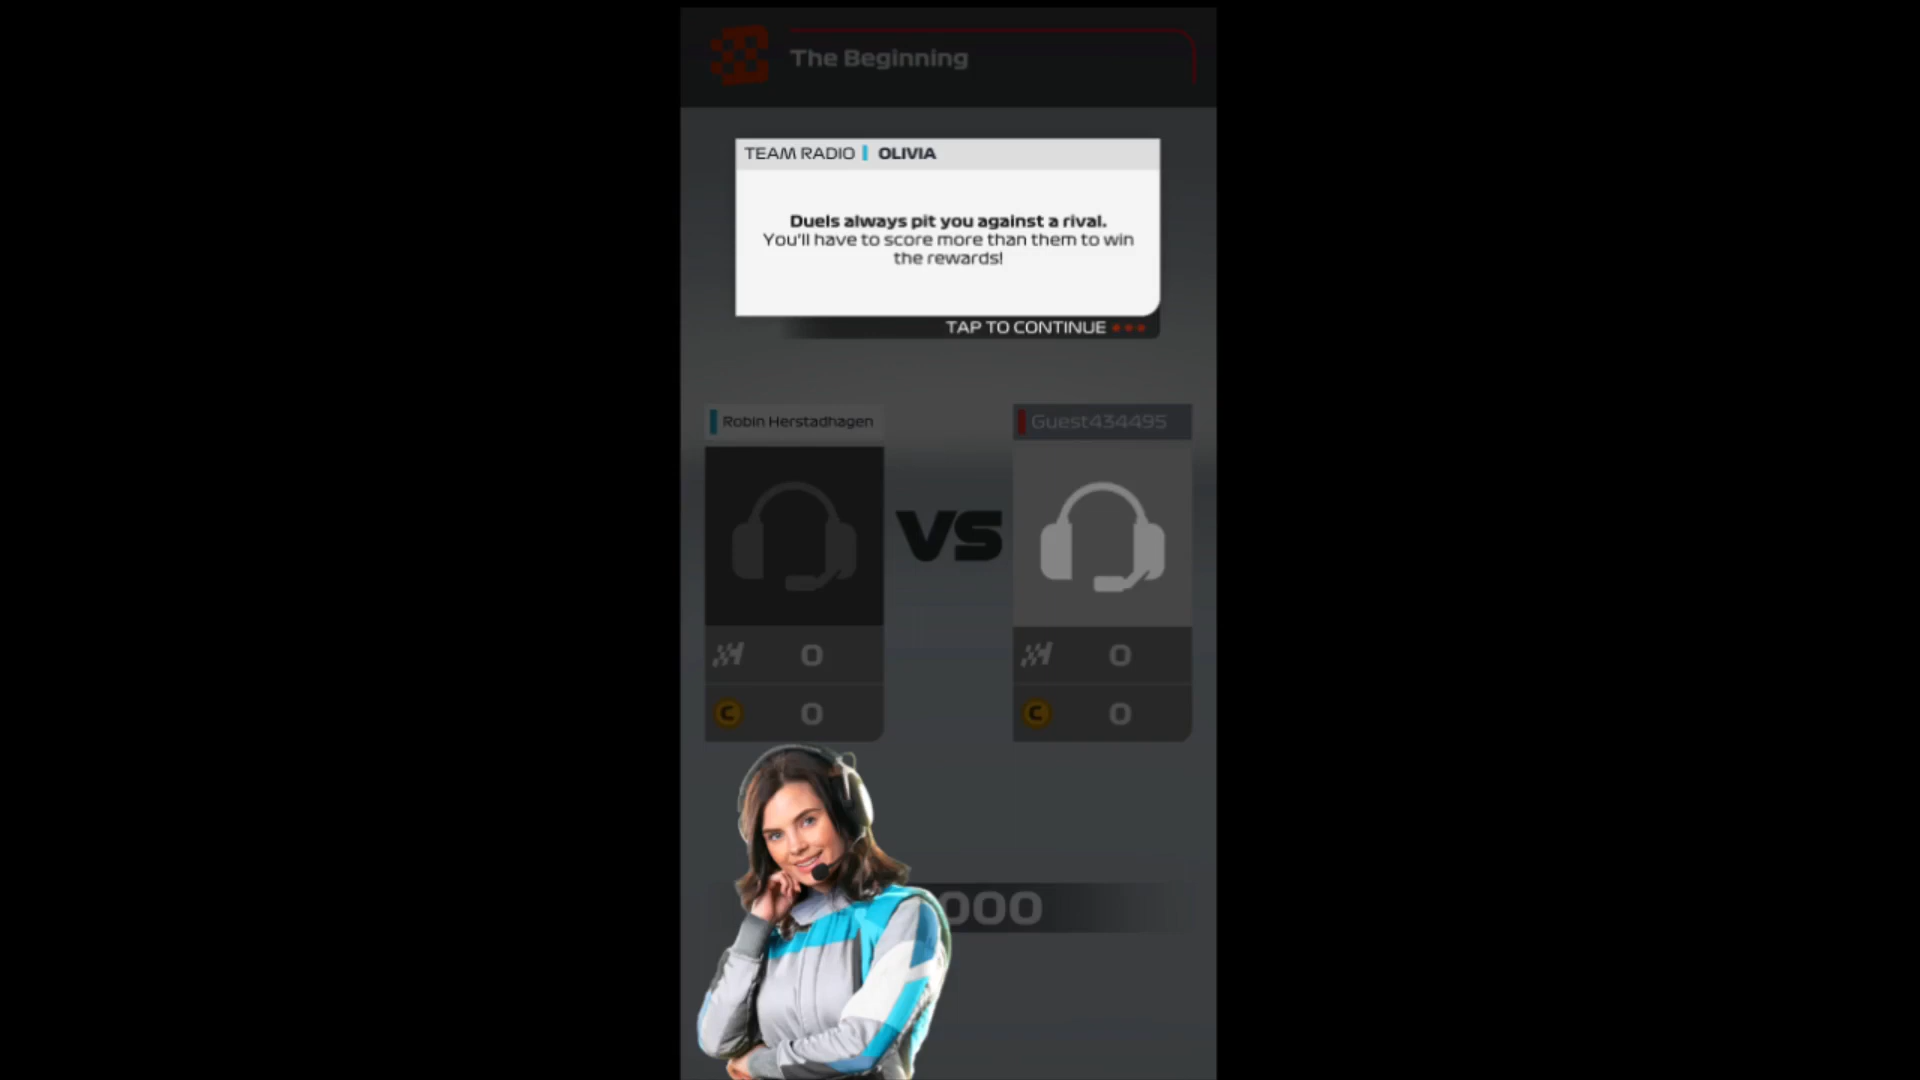 The Beginning
TEAM RADIO OLIVIA
Duels always pit you against a rival.
You'll have to score more than them to win
the rewards!
TAP TO CONTINUE
Robin Herstadhagen
Guest434495
VS
0
0
C 0
C 0
000